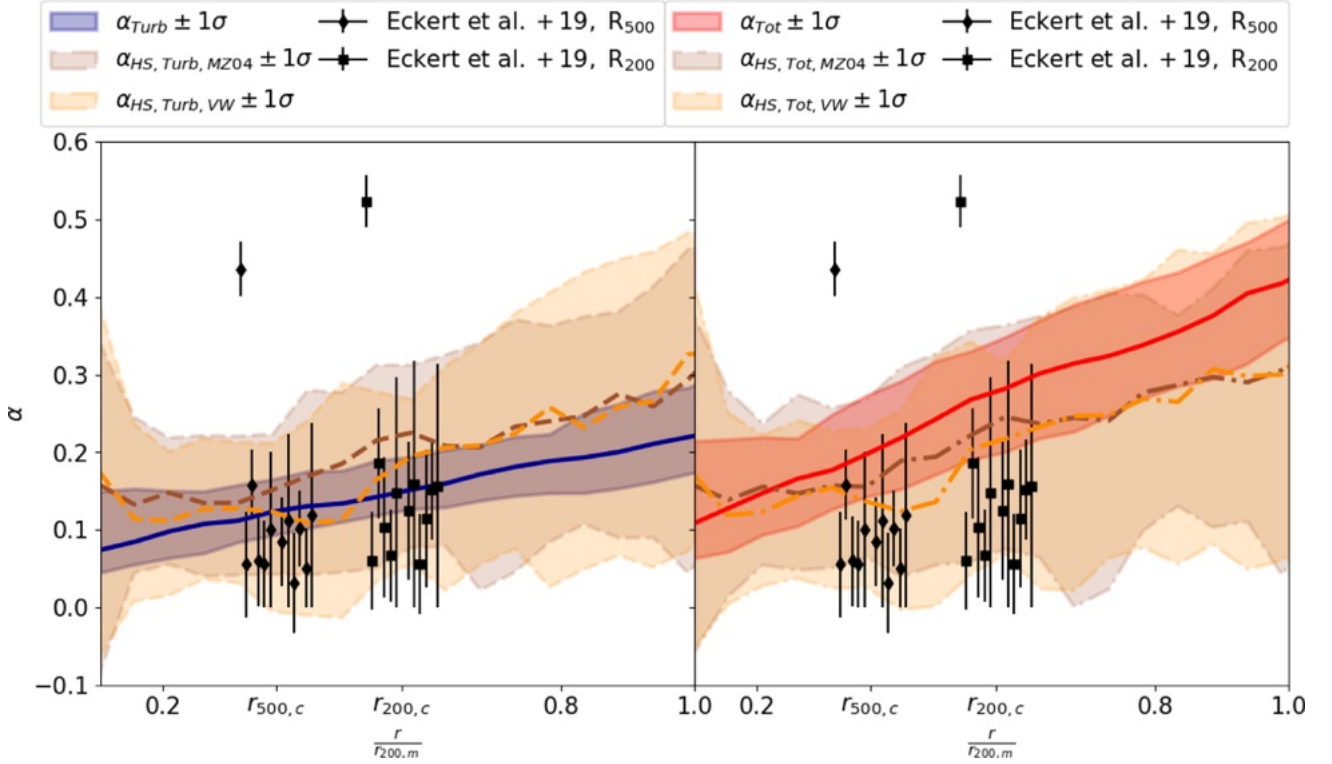 α_Turb ± 1σ
α_HS, Turb, MZ04 ± 1σ
α_HS, Turb, VW ± 1σ
Eckert et al. +19, R_500
Eckert et al. +19, R_200
α_Tot ± 1σ
α_HS, Tot, MZ04 ± 1σ
α_HS, Tot, VW ± 1σ
Eckert et al. +19, R_500
Eckert et al. +19, R_200
0.6
0.5
0.4
0.3
0.2
0.1
0.0
−0.1
α
0.2 r_500,c r_200,c 0.8 1.0 0.2 r_500,c r_200,c 0.8 1.0
r/r_200,m r/r_200,m